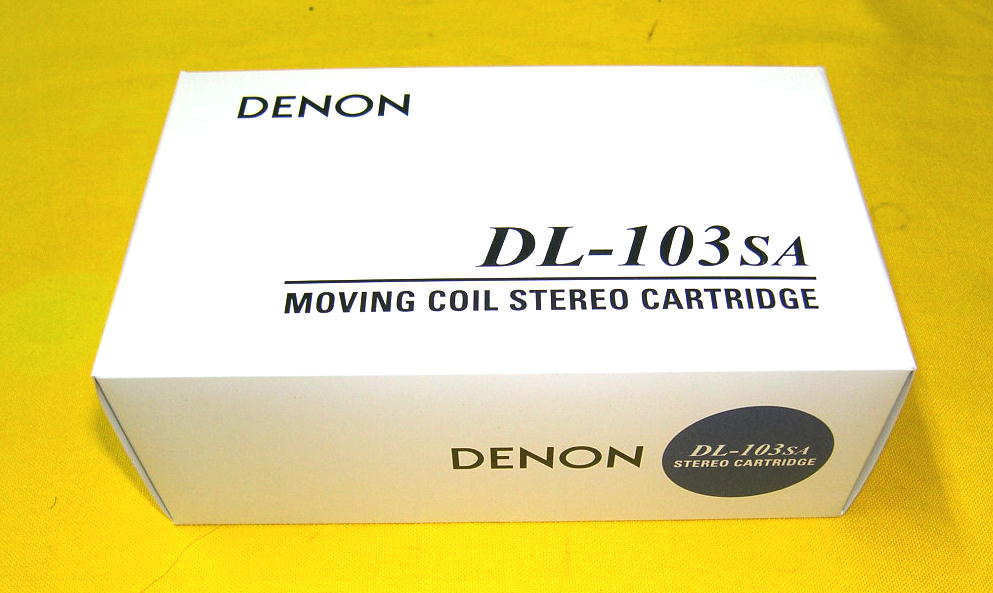 DENON
DL-103SA
MOVING COIL STEREO CARTRIDGE
DENON
DL-103SA
STEREO CARTRIDGE